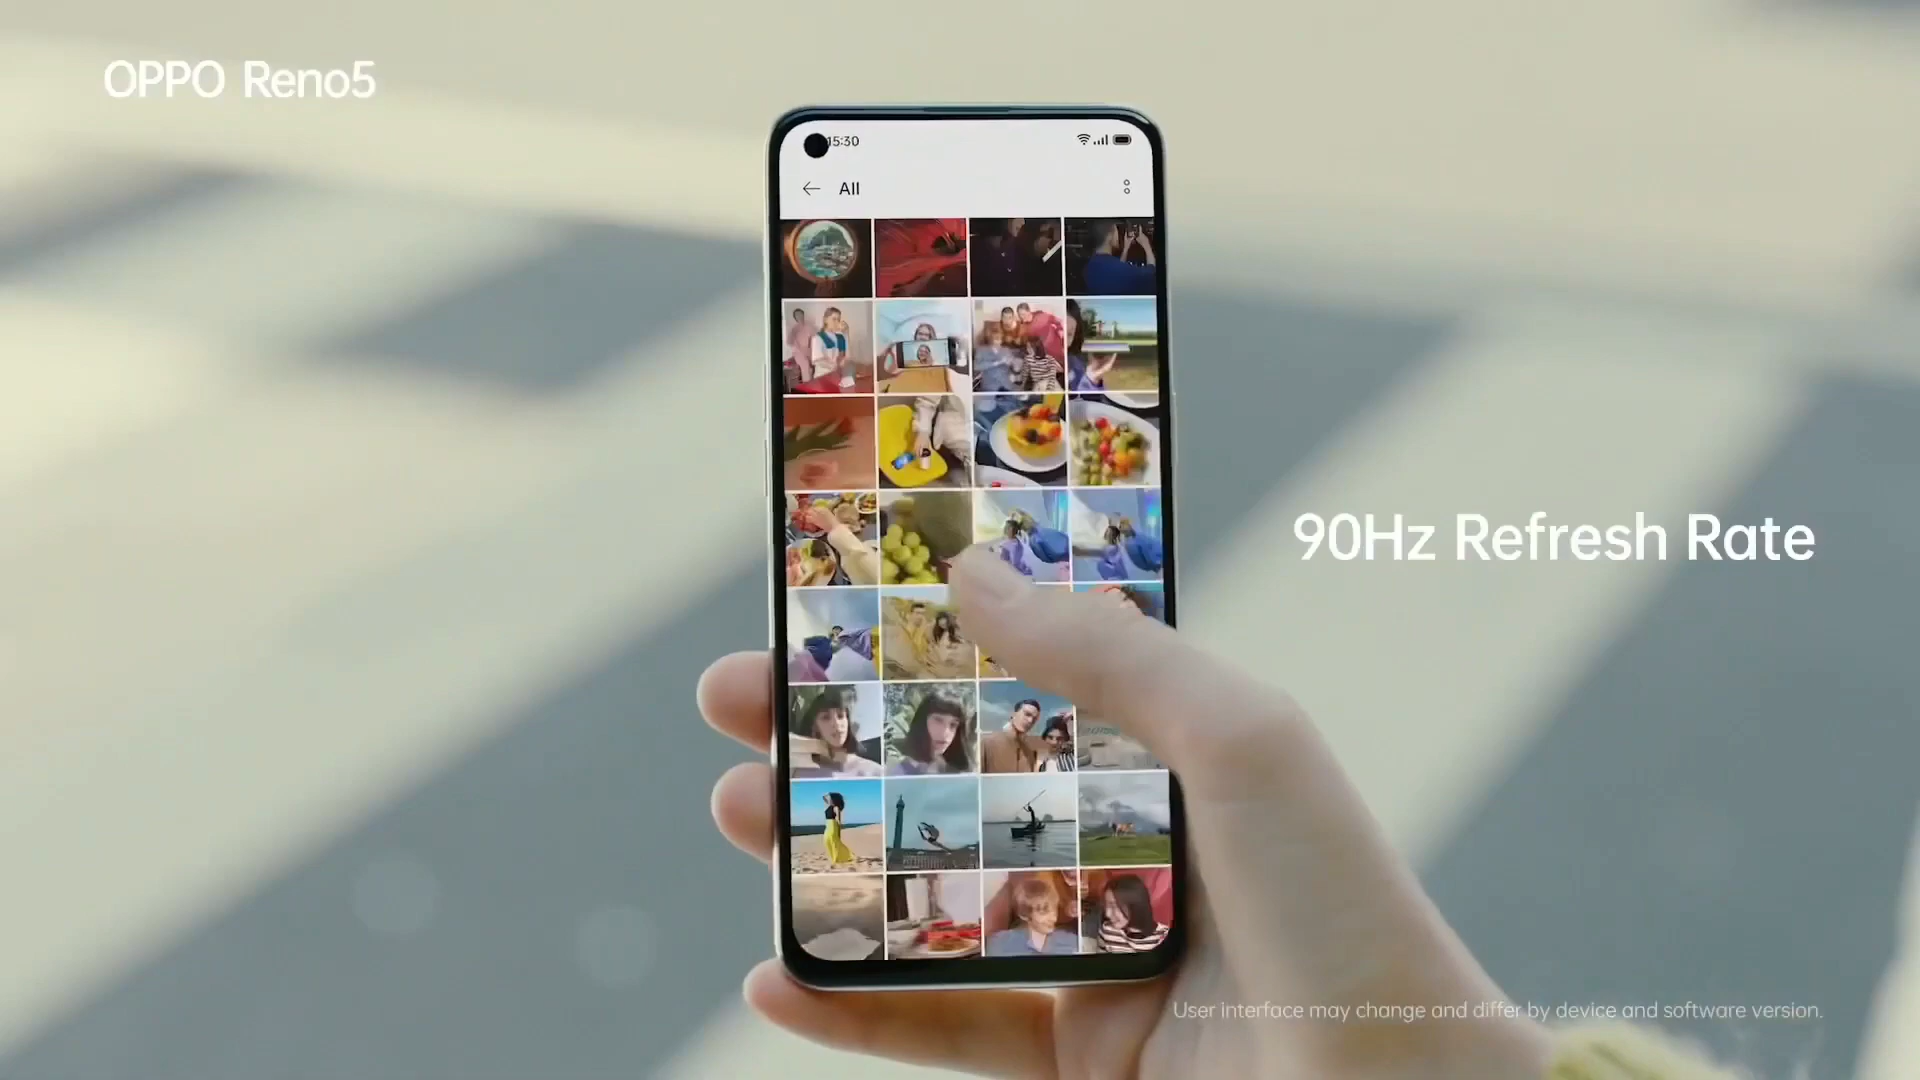 OPPO Reno5
15:30
All
90Hz Refresh Rate
User interface may change and differ by device and software version.